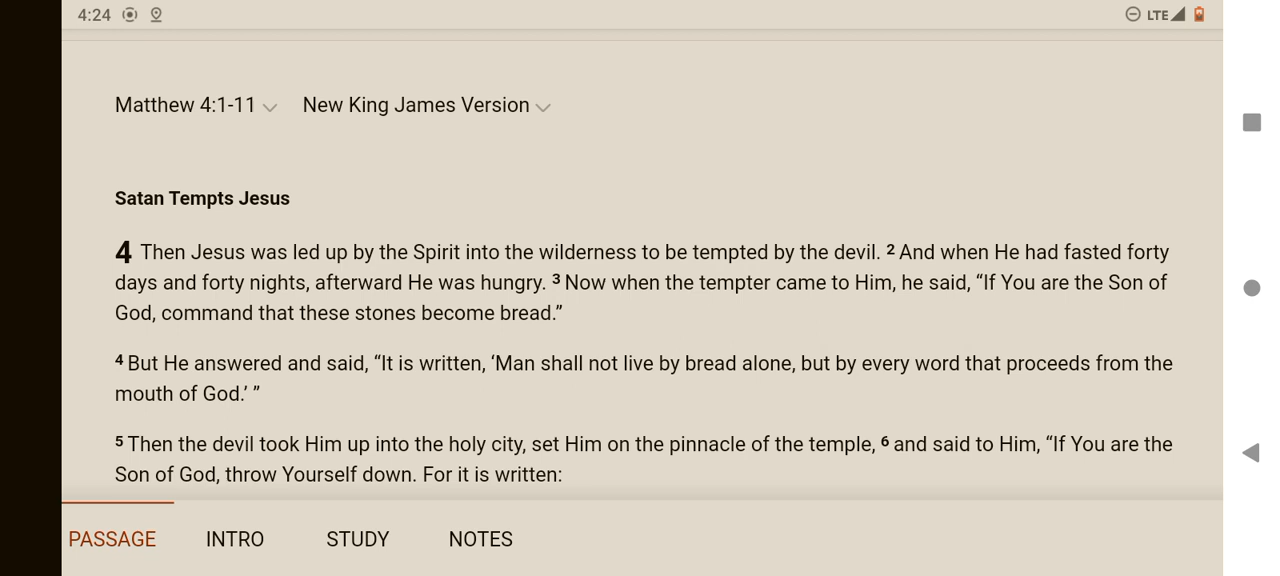 4:24 LTE
Matthew 4:1-11 New King James Version
Satan Tempts Jesus
4 Then Jesus was led up by the Spirit into the wilderness to be tempted by the devil. 2 And when He had fasted forty
days and forty nights, afterward He was hungry. 3 Now when the tempter came to Him, he said, “If You are the Son of
God, command that these stones become bread.”
4 But He answered and said, “It is written, ‘Man shall not live by bread alone, but by every word that proceeds from the
mouth of God.’ ”
5 Then the devil took Him up into the holy city, set Him on the pinnacle of the temple, 6 and said to Him, “If You are the
Son of God, throw Yourself down. For it is written:
PASSAGE INTRO STUDY NOTES